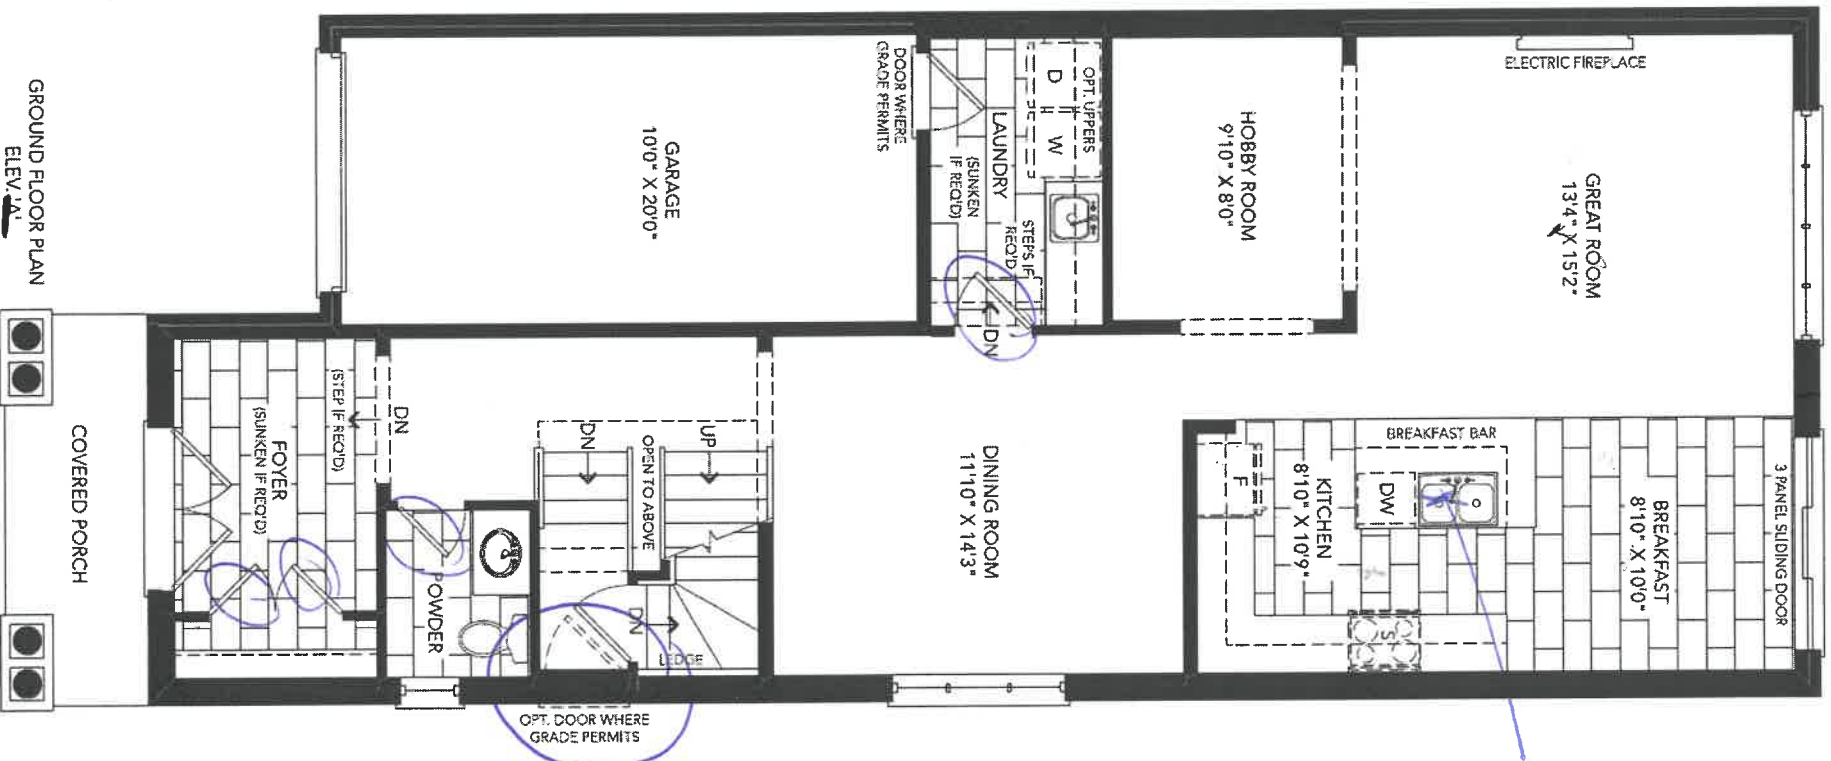 GROUND FLOOR PLAN
ELEV. 'A'
COVERED PORCH
FOYER
(SUNKEN IF REQ'D)
(STEP IF REQ'D)
DN
POWDER
GARAGE
10'0" X 20'0"
DOOR WHERE
GRADE PERMITS
DN
UP
OPEN TO ABOVE
DN
LEDGE
OPT. DOOR WHERE
GRADE PERMITS
OPT. UPPERS
D
W
LAUNDRY
(SUNKEN
IF REQ'D)
STEPS IF
REQ'D
DN
HOBBY ROOM
9'10" X 8'0"
DINING ROOM
11'10" X 14'3"
ELECTRIC FIREPLACE
GREAT ROOM
13'4" X 15'2"
BREAKFAST BAR
DW
F
KITCHEN
8'10" X 10'9"
S
BREAKFAST
8'10" X 10'0"
3 PANEL SLIDING DOOR